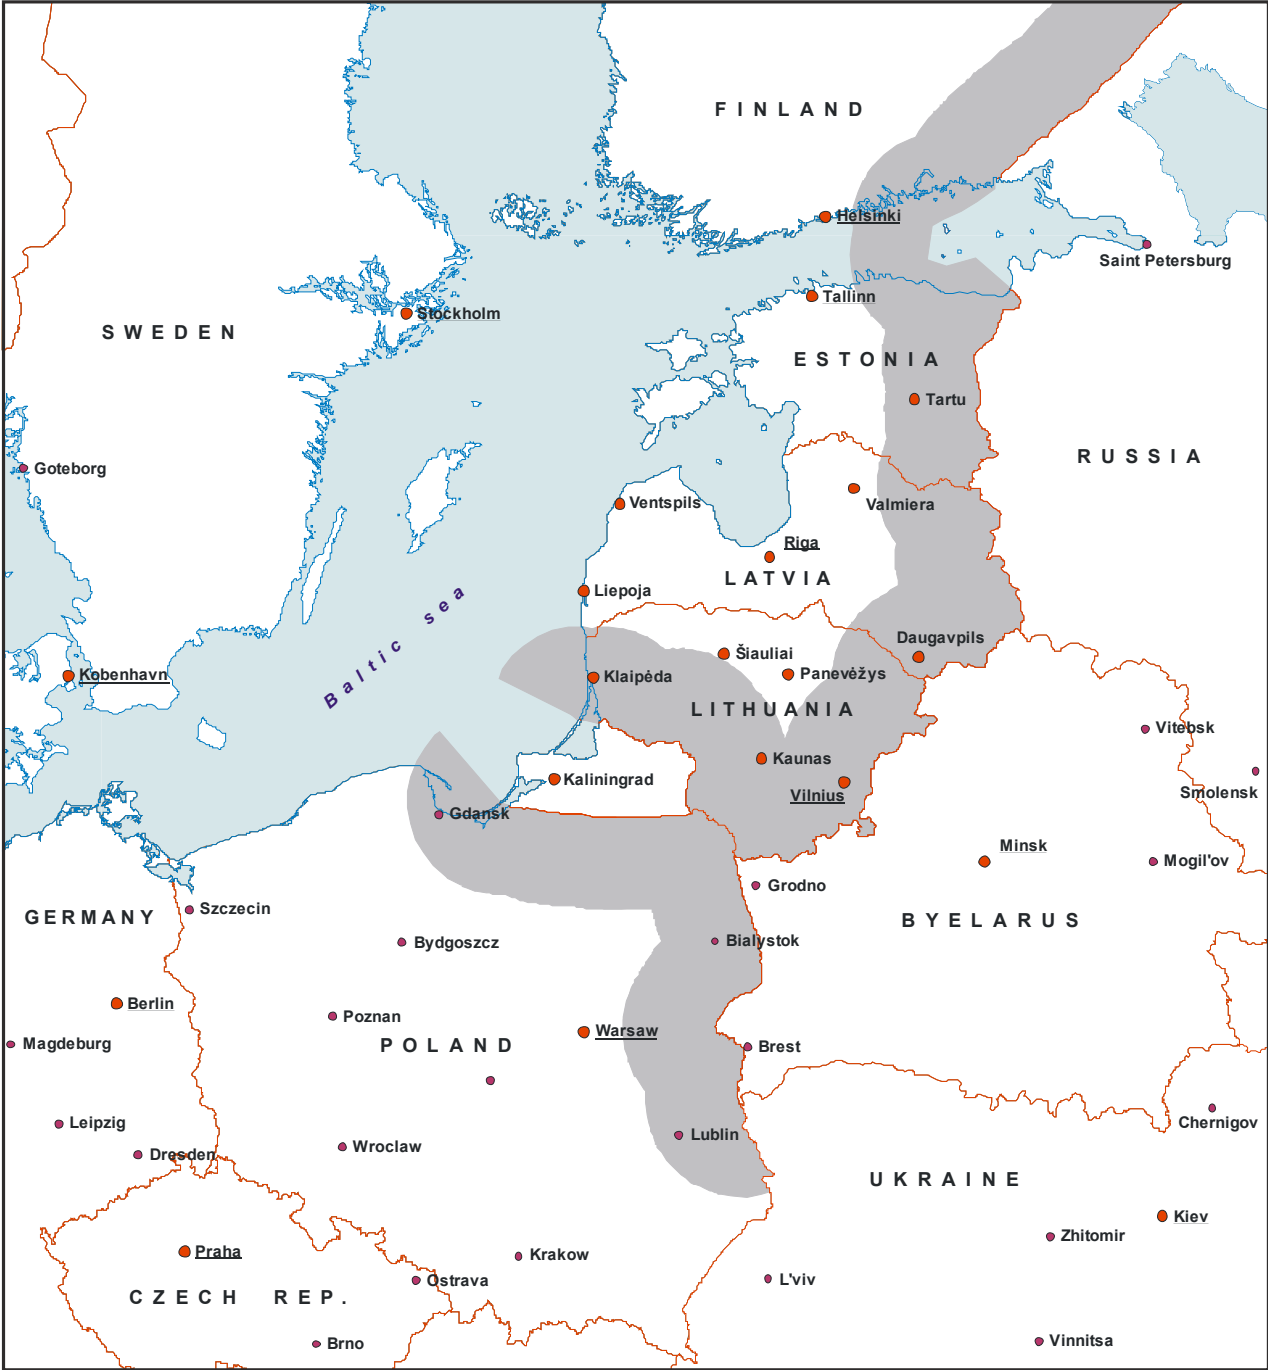 FINLAND
Helsinki
Saint Petersburg
Tallinn
Stockholm
SWEDEN
ESTONIA
Tartu
RUSSIA
Goteborg
Ventspils
Valmiera
Riga
LATVIA
Liepoja
Baltic sea
Daugavpils
Šiauliai
Kobenhavn
Klaipėda
Panevėžys
LITHUANIA
Vitebsk
Kaunas
Kaliningrad
Vilnius
Smolensk
Gdansk
Minsk
Mogil'ov
Grodno
Szczecin
GERMANY
BYELARUS
Bydgoszcz
Bialystok
Berlin
Poznan
Warsaw
Magdeburg
POLAND
Brest
Leipzig
Chernigov
Lublin
Wroclaw
Dresden
UKRAINE
Kiev
Zhitomir
Praha
Krakow
Ostrava
L'viv
CZECH REP.
Brno
Vinnitsa